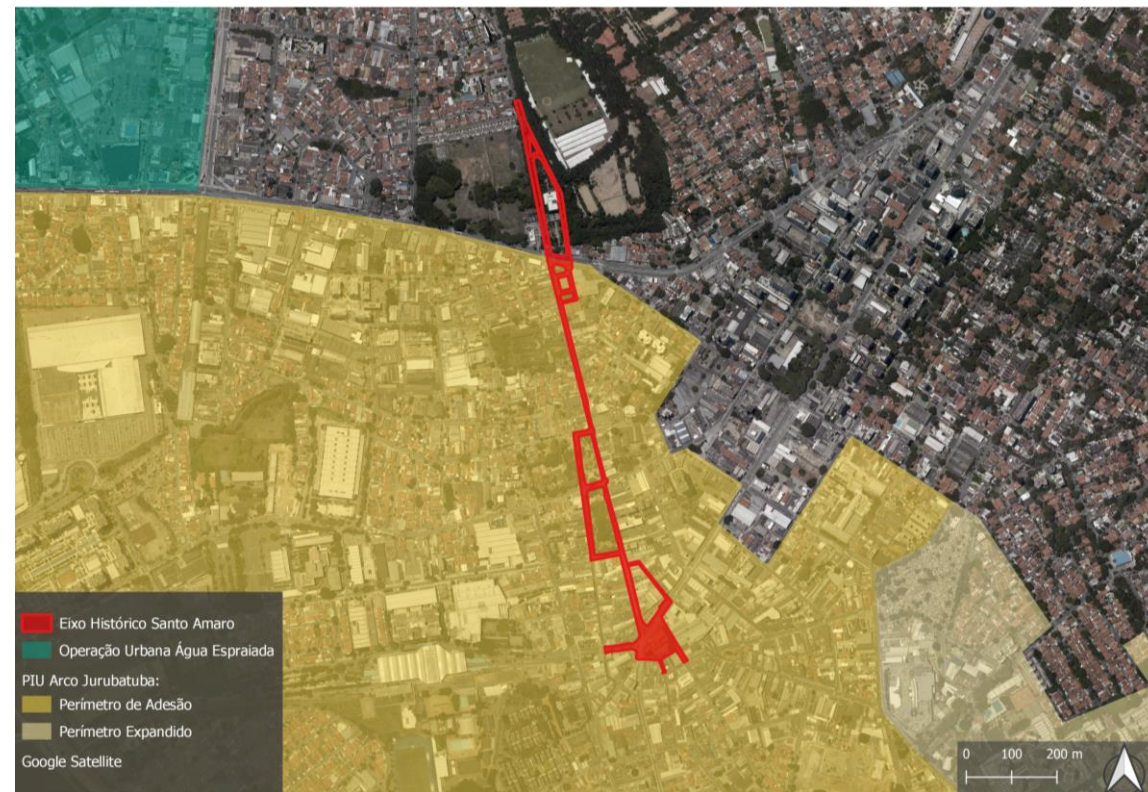 Eixo Histórico Santo Amaro
Operação Urbana Água Espraiada
PIU Arco Jurubatuba:
Perímetro de Adesão
Perímetro Expandido
Google Satellite
0 100 200 m